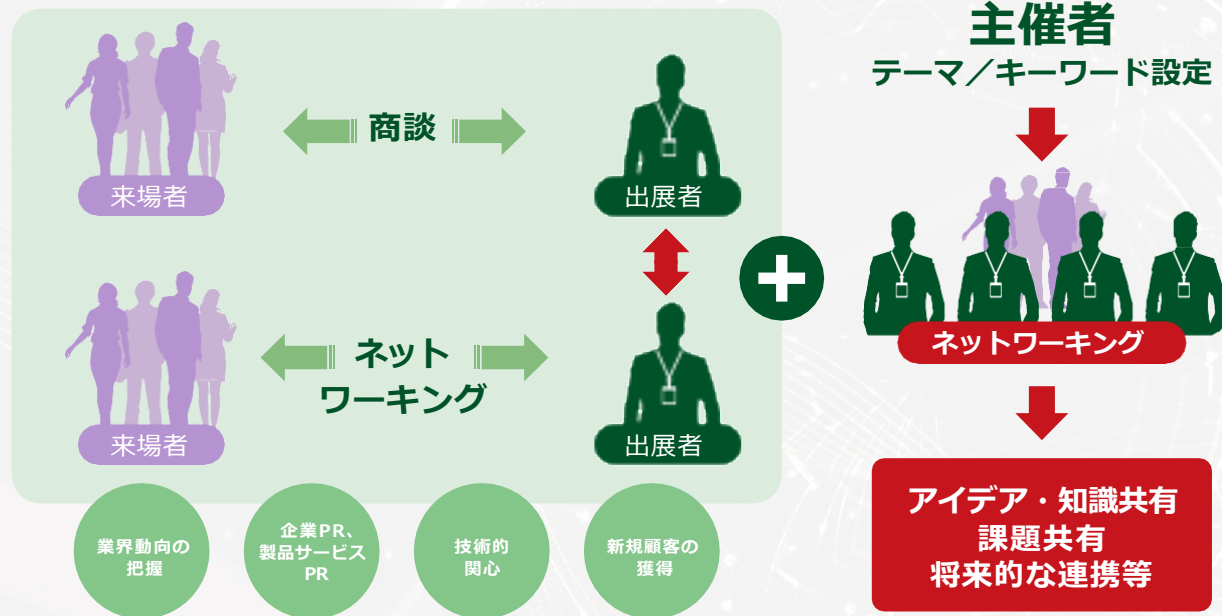 来場者
商談
出展者
来場者
ネット
ワーキング
出展者
業界動向の
把握
企業PR、
製品サービス
PR
技術的
関心
新規顧客の
獲得
主催者
テーマ／キーワード設定
ネットワーキング
アイデア・知識共有
課題共有
将来的な連携等